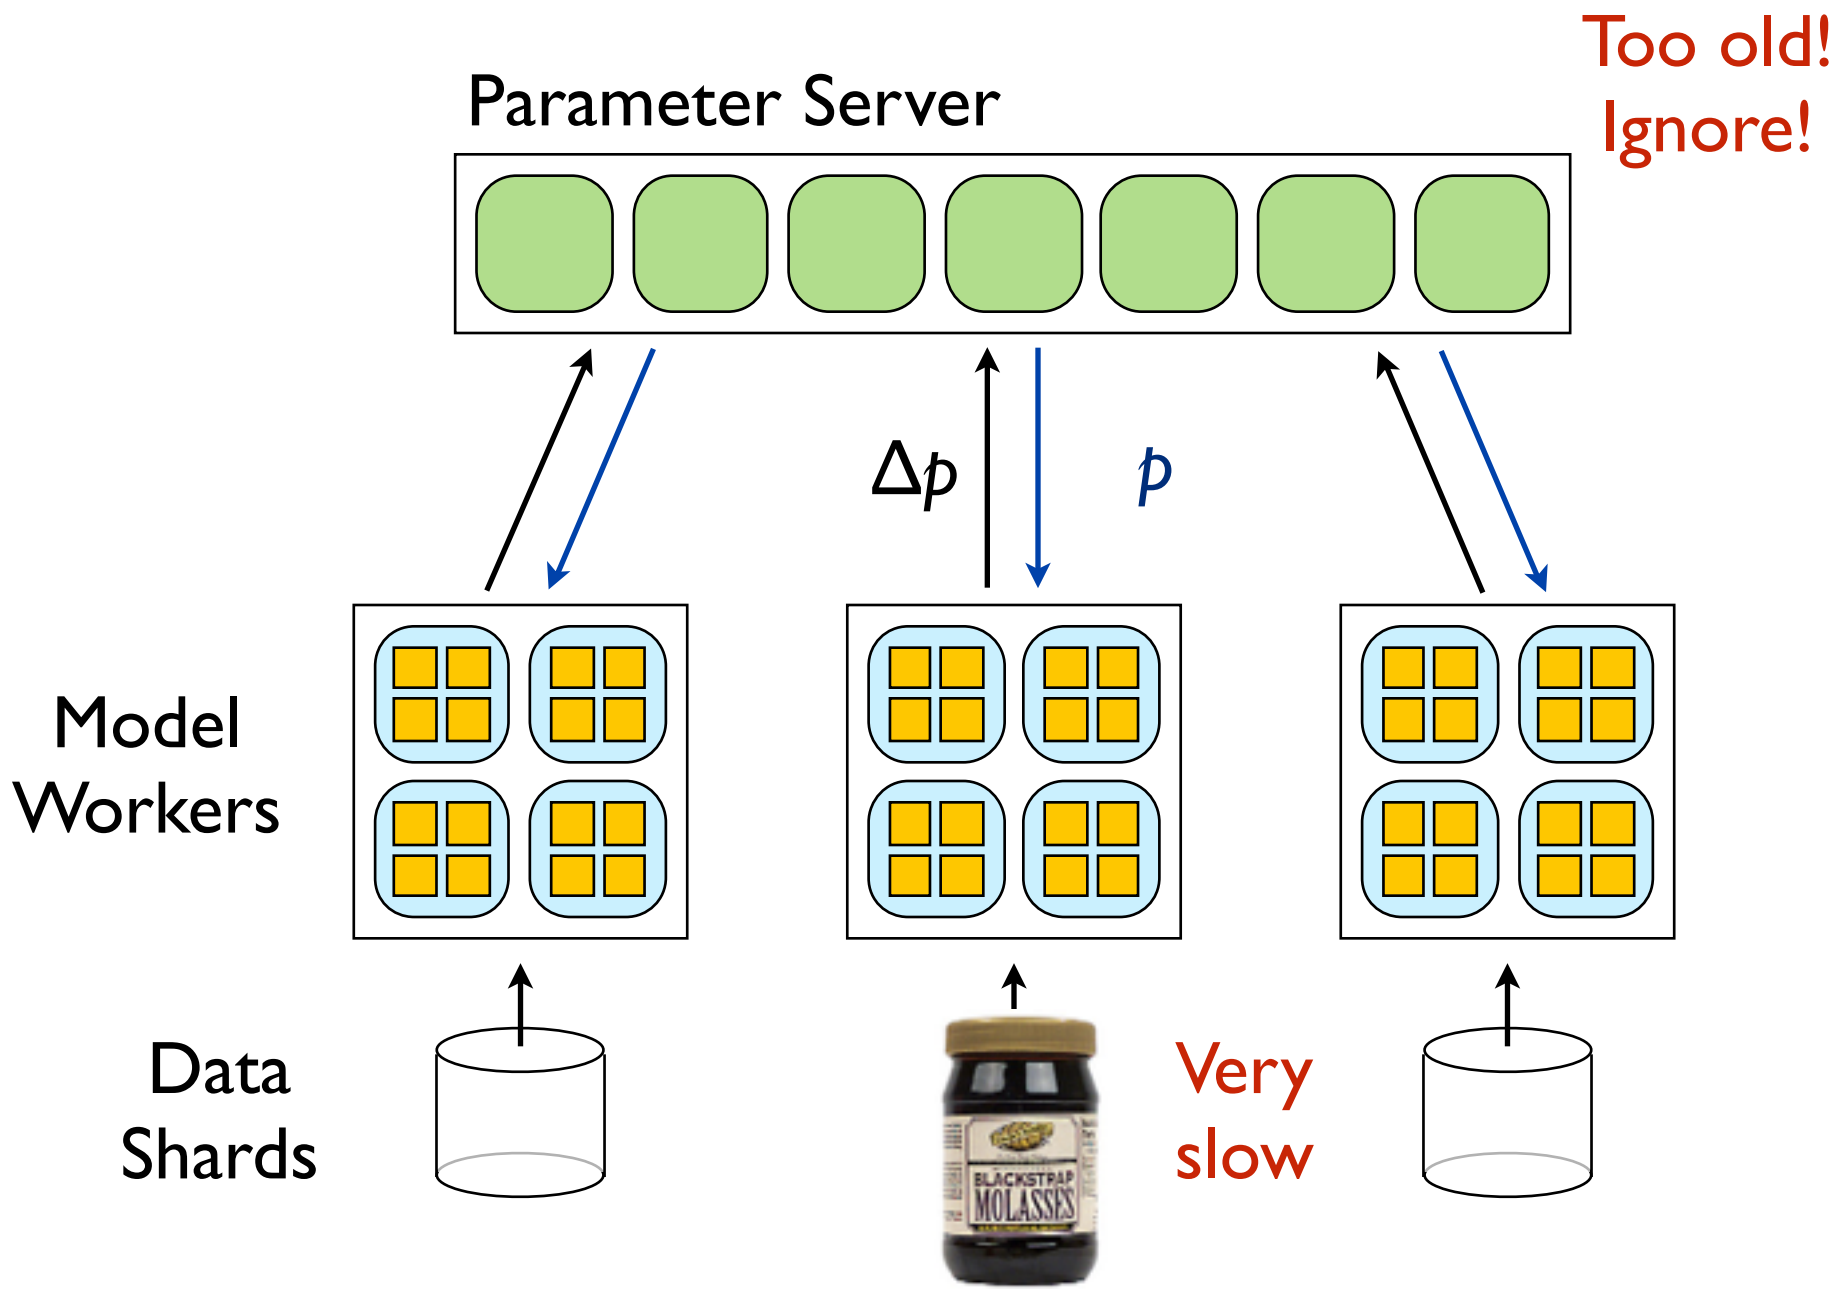 Too old!
Ignore!
Parameter Server
Δp
p
Model
Workers
Data
Shards
Very
slow
BLACKSTRAP
MOLASSES